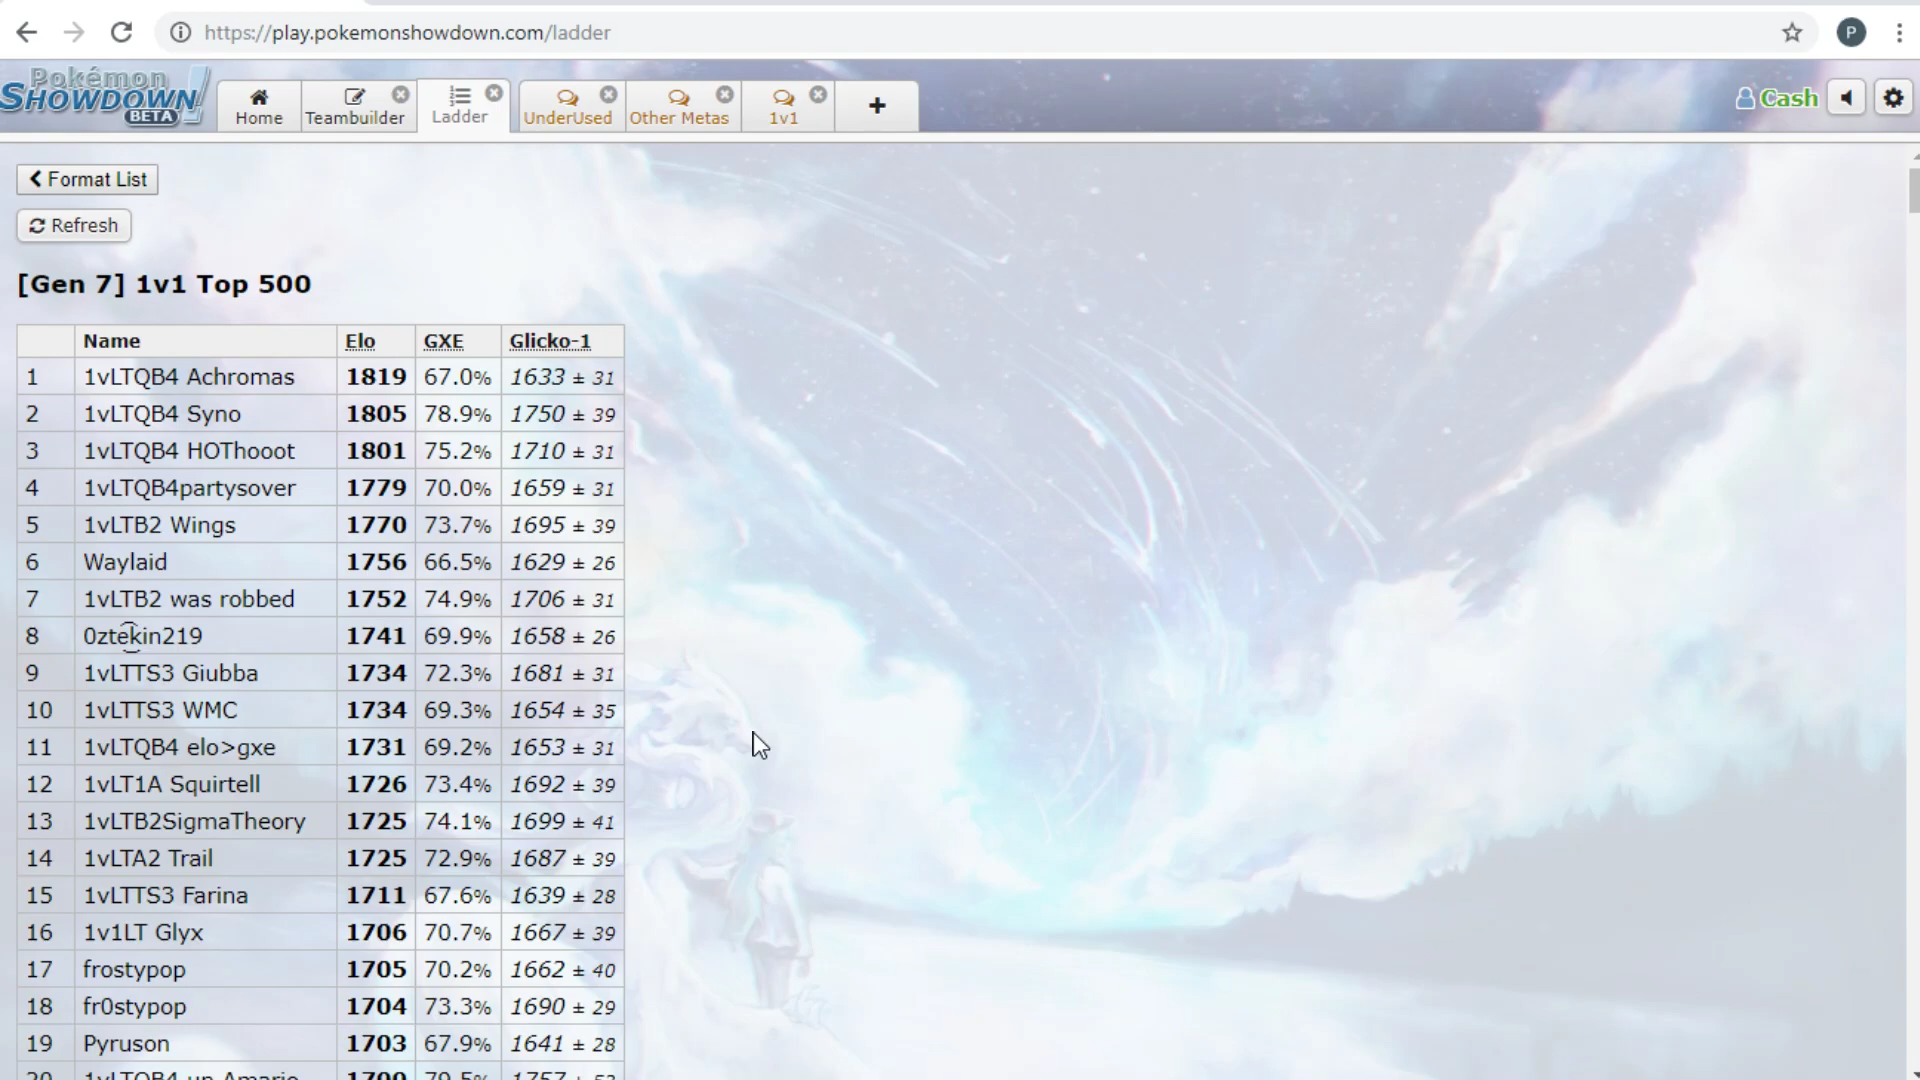 https://play.pokemonshowdown.com/ladder
P
Pokémon
SHOWDOWN!
BETA
Home
Teambuilder
Ladder
UnderUsed
Other Metas
1v1
Cash
Format List
Refresh
[Gen 7] 1v1 Top 500
Name Elo GXE Glicko-1
1 1vLTQB4 Achromas 1819 67.0% 1633 ± 31
2 1vLTQB4 Syno 1805 78.9% 1750 ± 39
3 1vLTQB4 HOThooot 1801 75.2% 1710 ± 31
4 1vLTQB4partysover 1779 70.0% 1659 ± 31
5 1vLTB2 Wings 1770 73.7% 1695 ± 39
6 Waylaid 1756 66.5% 1629 ± 26
7 1vLTB2 was robbed 1752 74.9% 1706 ± 31
8 0ztekin219 1741 69.9% 1658 ± 26
9 1vLTTS3 Giubba 1734 72.3% 1681 ± 31
10 1vLTTS3 WMC 1734 69.3% 1654 ± 35
11 1vLTQB4 elo>gxe 1731 69.2% 1653 ± 31
12 1vLT1A Squirtell 1726 73.4% 1692 ± 39
13 1vLTB2SigmaTheory 1725 74.1% 1699 ± 41
14 1vLTA2 Trail 1725 72.9% 1687 ± 39
15 1vLTTS3 Farina 1711 67.6% 1639 ± 28
16 1v1LT Glyx 1706 70.7% 1667 ± 39
17 frostypop 1705 70.2% 1662 ± 40
18 fr0stypop 1704 73.3% 1690 ± 29
19 Pyruson 1703 67.9% 1641 ± 28
20 1vLTQB4 1700 79.5% 1757